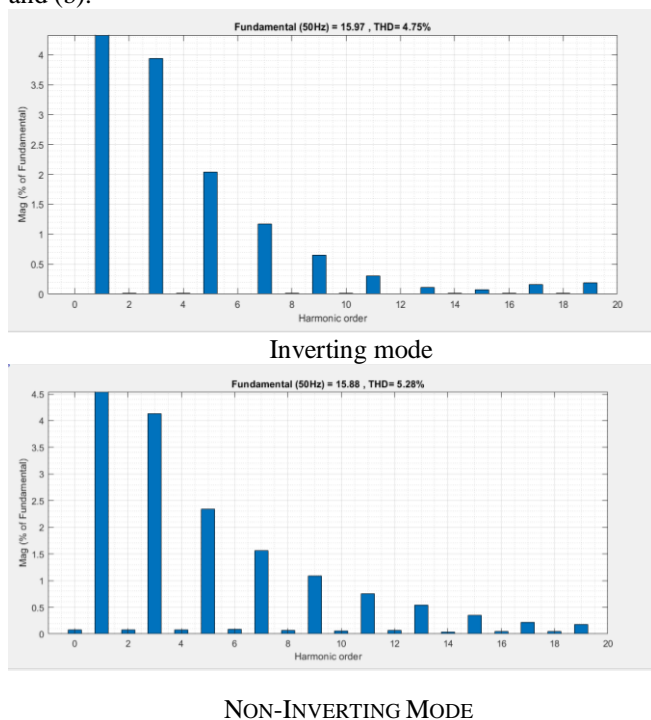 and (b).
Fundamental (50Hz) = 15.97 , THD= 4.75%
Mag (% of Fundamental)
4
3.5
3
2.5
2
1.5
1
0.5
0
0 2 4 6 8 10 12 14 16 18 20
Harmonic order
Inverting mode
Fundamental (50Hz) = 15.88 , THD= 5.28%
Mag (% of Fundamental)
4.5
4
3.5
3
2.5
2
1.5
1
0.5
0
0 2 4 6 8 10 12 14 16 18 20
Harmonic order
NON-INVERTING MODE